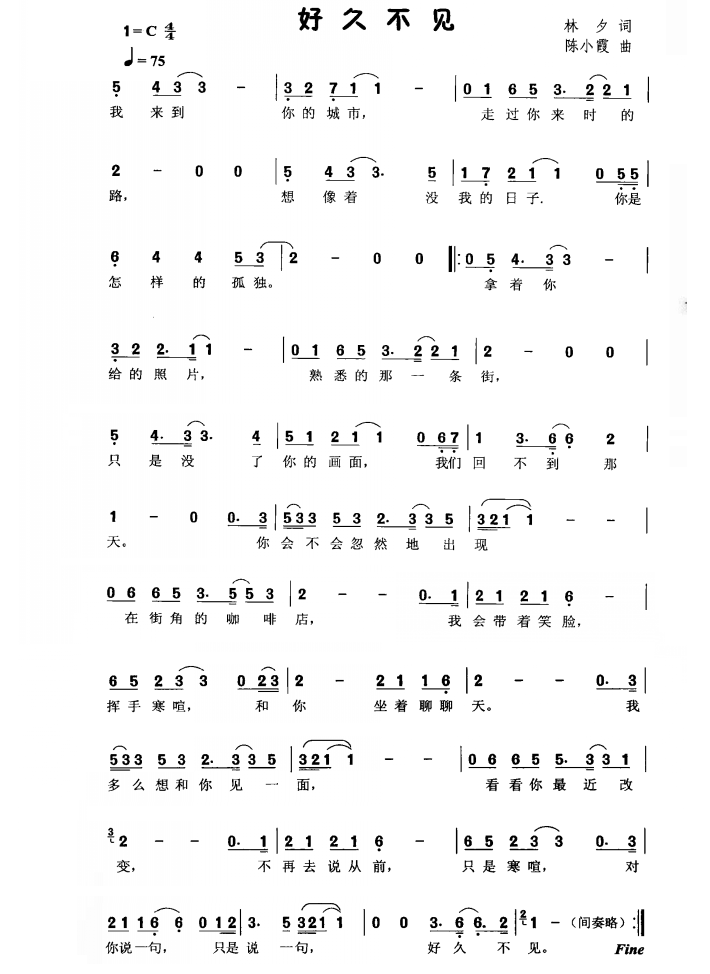 好久不见
1=C 4/4
林 夕 词
♩=75
陈小霞 曲
5 4 3 3 - | 3 2 7 1 1 - | 0 1 6 5 3· 2 2 1 |
我 来 到 你 的 城 市, 走 过 你 来 时 的
2 - 0 0 | 5 4 3 3· 5 | 1 7 2 1 1 0 5 5 |
路, 想 像 着 没 我 的 日 子. 你是
6 4 4 5 3 | 2 - 0 0 |: 0 5 4· 3 3 - |
怎 样 的 孤 独。 拿 着 你
3 2 2· 1 1 - | 0 1 6 5 3· 2 2 1 | 2 - 0 0 |
给 的 照 片, 熟 悉 的 那 一 条 街,
5 4· 3 3· 4 | 5 1 2 1 1 0 6 7 | 1 3· 6 6· 2 |
只 是 没 了 你 的 画 面, 我们 回 不 到 那
1 - 0 0· 3 | 5 3 3 5 3 2· 3 3 5 | 3 2 1 1 - - |
天。 你 会 不 会 忽 然 地 出 现
0 6 6 5 3· 5 5 3 | 2 - - 0· 1 | 2 1 2 1 6 - |
在 街 角 的 咖 啡 店, 我 会 带 着 笑 脸,
6 5 2 3 3 0 2 3 | 2 - 2 1 1 6 | 2 - - 0· 3 |
挥 手 寒 喧, 和 你 坐 着 聊 聊 天。 我
5 3 3 5 3 2· 3 3 5 | 3 2 1 1 - - | 0 6 6 5 5· 3 3 1 |
多 么 想 和 你 见 一 面, 看 看 你 最 近 改
3 2 - - 0· 1 | 2 1 2 1 6 - | 6 5 2 3 3 0· 3 |
变, 不 再 去 说 从 前, 只 是 寒 喧, 对
2 1 1 6 6 0 1 2 | 3· 5 3 2 1 1 | 0 0 3· 6 6· 2 | 2 1 - (间奏略) :|
你说一句, 只是 说 一 句, 好 久 不 见。 Fine